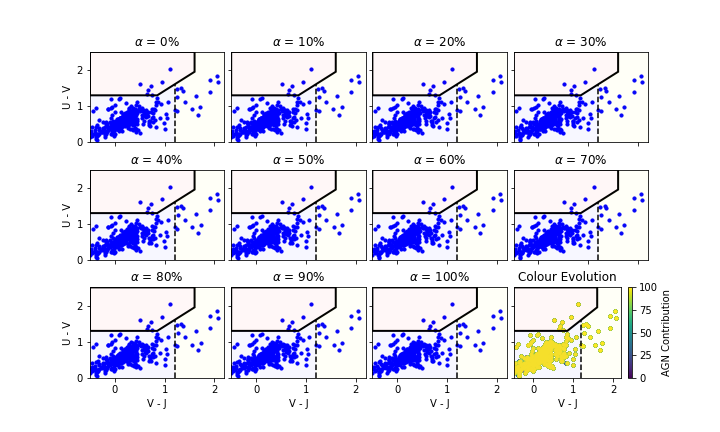 α = 0%
α = 10%
α = 20%
α = 30%
2
1
0
U - V
α = 40%
α = 50%
α = 60%
α = 70%
2
1
0
U - V
α = 80%
α = 90%
α = 100%
Colour Evolution
2
1
0
U - V
0 1 2
0 1 2
0 1 2
0 1 2
V - J
V - J
V - J
V - J
100
75
50
25
0
AGN Contribution